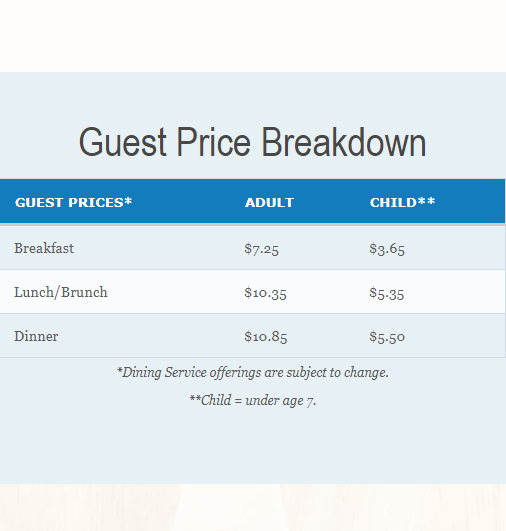 Guest Price Breakdown
GUEST PRICES* ADULT CHILD**
Breakfast $7.25 $3.65
Lunch/Brunch $10.35 $5.35
Dinner $10.85 $5.50
*Dining Service offerings are subject to change.
**Child = under age 7.